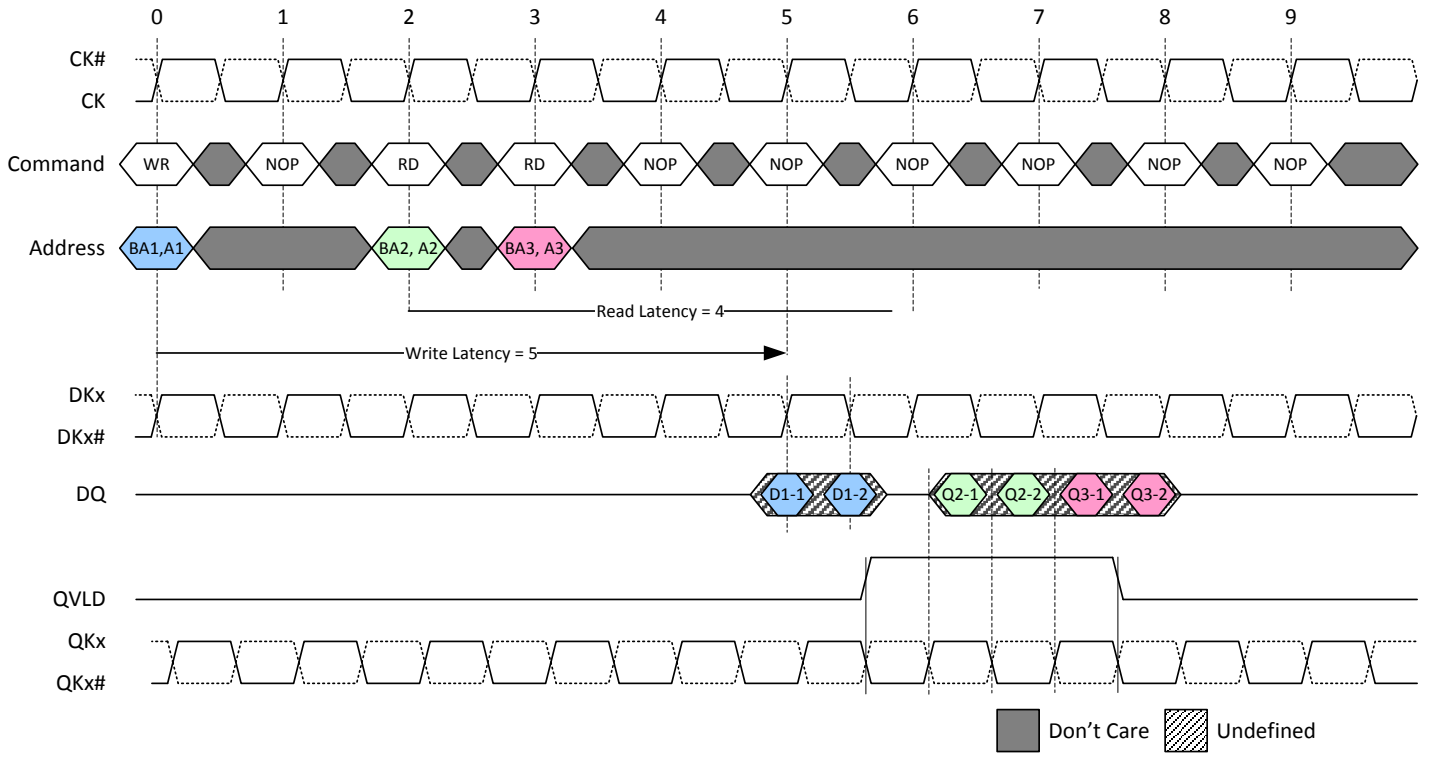 0 1 2 3 4 5 6 7 8 9
CK#
CK
Command WR NOP RD RD NOP NOP NOP NOP NOP NOP
Address BA1,A1 BA2, A2 BA3, A3
Read Latency = 4
Write Latency = 5
DKx
DKx#
DQ D1-1 D1-2 Q2-1 Q2-2 Q3-1 Q3-2
QVLD
QKx
QKx#
Don't Care Undefined